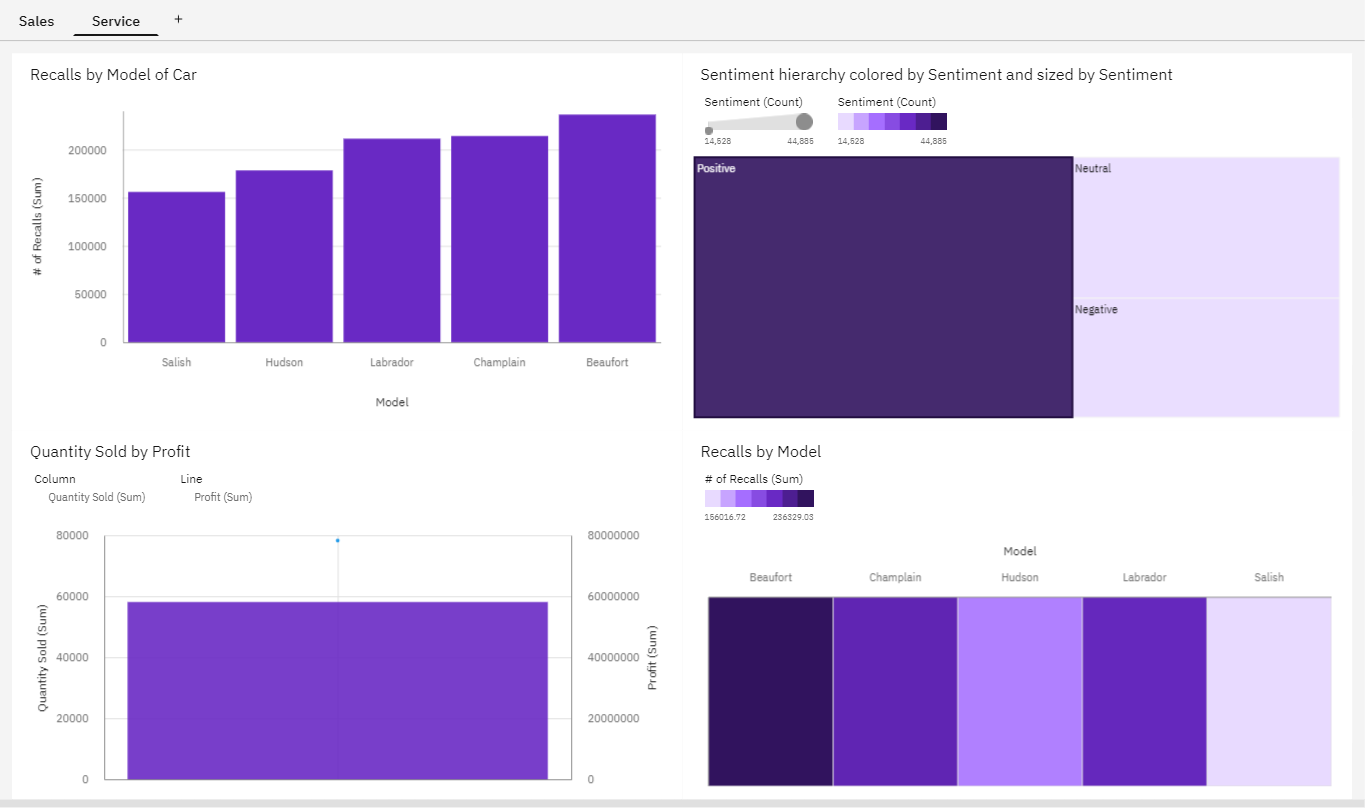 Sales
Service
+
Recalls by Model of Car
# of Recalls (Sum)
200000
150000
100000
50000
0
Salish
Hudson
Labrador
Champlain
Beaufort
Model
Sentiment hierarchy colored by Sentiment and sized by Sentiment
Sentiment (Count)
Sentiment (Count)
14,528
44,885
14,528
44,885
Positive
Neutral
Negative
Quantity Sold by Profit
Column
Line
Quantity Sold (Sum)
Profit (Sum)
Quantity Sold (Sum)
80000
60000
40000
20000
0
80000000
60000000
40000000
20000000
0
Profit (Sum)
Recalls by Model
# of Recalls (Sum)
156016.72
236329.03
Model
Beaufort
Champlain
Hudson
Labrador
Salish